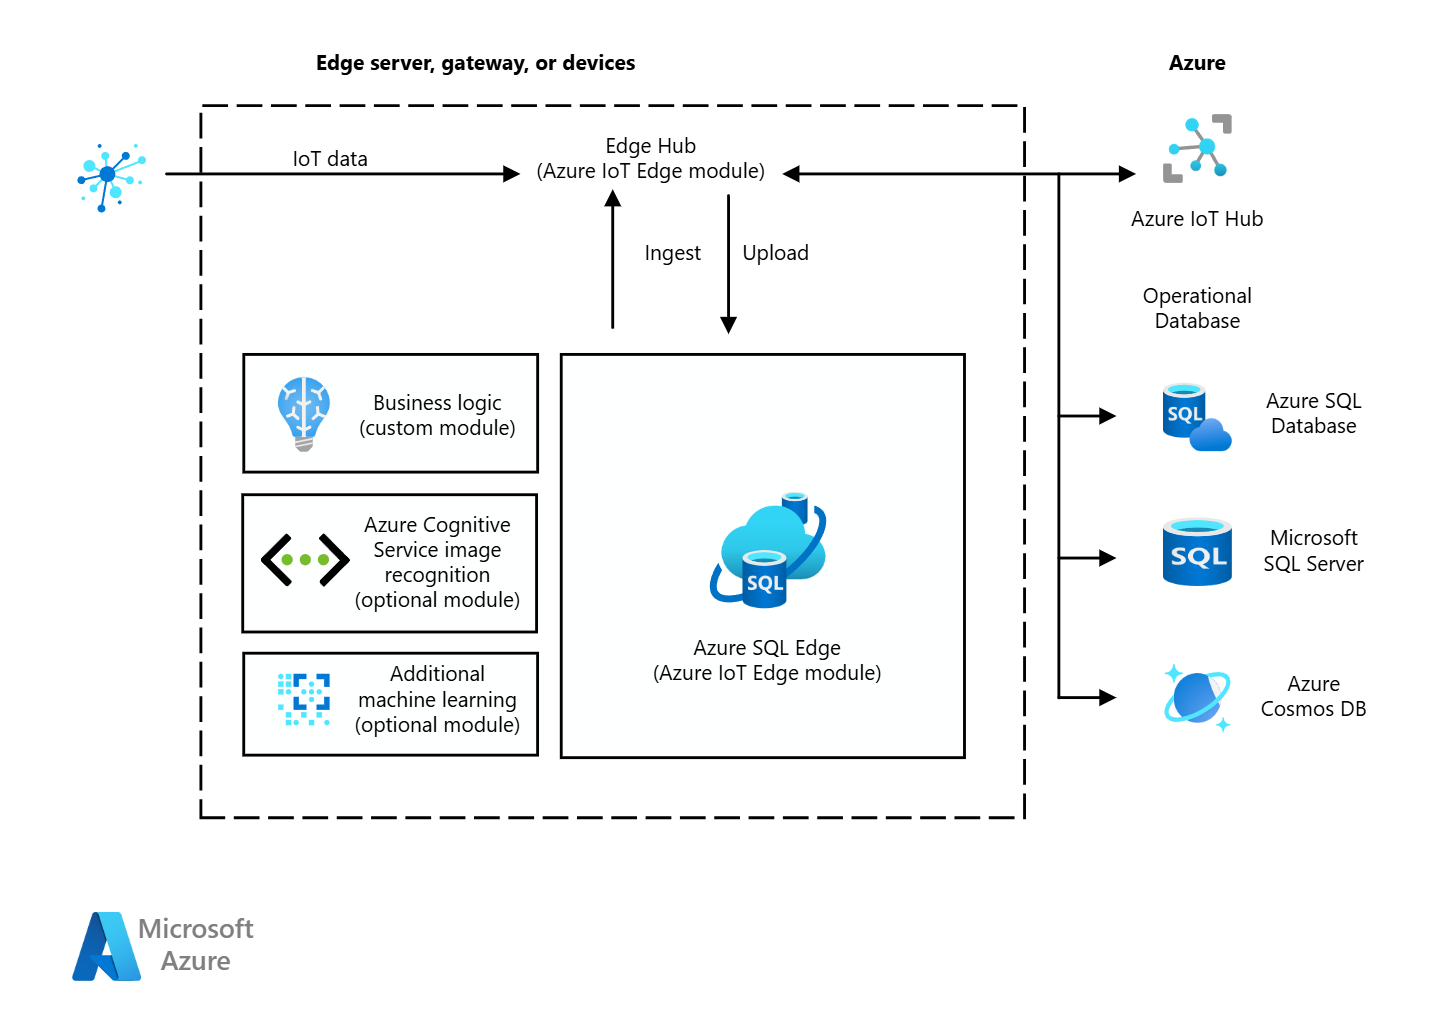 Edge server, gateway, or devices
Azure
IoT data
Edge Hub
(Azure IoT Edge module)
Azure IoT Hub
Ingest
Upload
Operational
Database
Business logic
(custom module)
SQL
Azure SQL
Database
Azure Cognitive
Service image
recognition
(optional module)
SQL
Microsoft
SQL Server
SQL
Azure SQL Edge
(Azure IoT Edge module)
Additional
machine learning
(optional module)
Azure
Cosmos DB
Microsoft
Azure